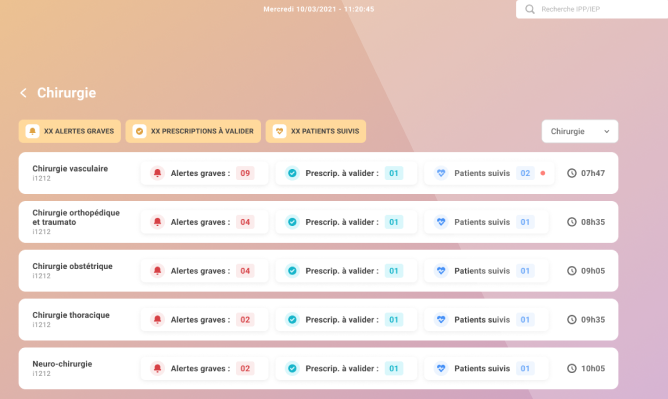 Mercredi 16/03/2021 - 11:20:45
Recherche IPP/IEP
Chirurgie
XX ALERTES GRAVES
XX PRESCRIPTIONS À VALIDER
XX PATIENTS SUIVIS
Chirurgie
Chirurgie vasculaire
i1212
Alertes graves : 09
Prescrip. à valider : 01
Patients suivis 02
07h47
Chirurgie orthopédique
et traumato
i1212
Alertes graves : 04
Prescrip. à valider : 01
Patients suivis 01
08h35
Chirurgie obstétrique
i1212
Alertes graves : 04
Prescrip. à valider : 01
Patients suivis 01
09h05
Chirurgie thoracique
i1212
Alertes graves : 02
Prescrip. à valider : 01
Patients suivis 01
09h35
Neuro-chirurgie
i1212
Alertes graves : 02
Prescrip. à valider : 01
Patients suivis 01
10h05